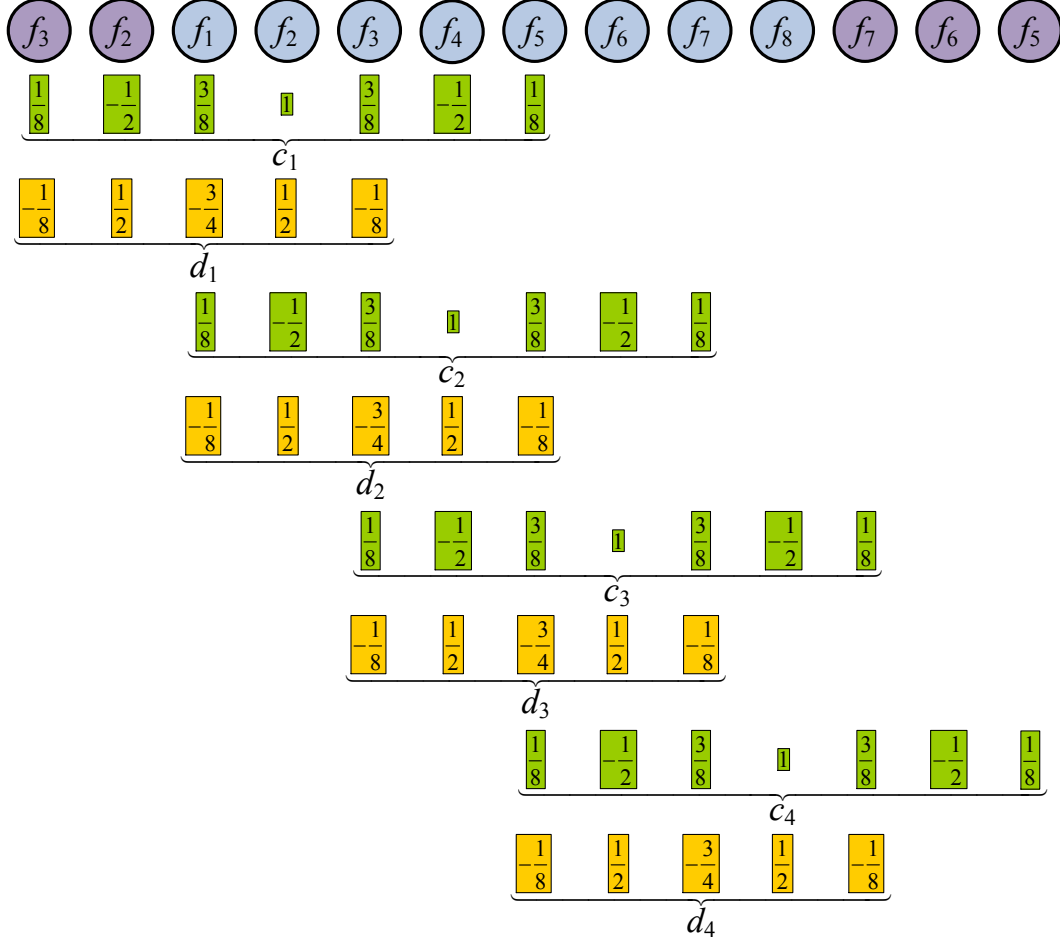 f₃ f₂ f₁ f₂ f₃ f₄ f₅ f₆ f₇ f₈ f₇ f₆ f₅
1/8 −1/2 3/8 1 3/8 −1/2 1/8
c₁
−1/8 1/2 −3/4 1/2 −1/8
d₁
1/8 −1/2 3/8 1 3/8 −1/2 1/8
c₂
−1/8 1/2 −3/4 1/2 −1/8
d₂
1/8 −1/2 3/8 1 3/8 −1/2 1/8
c₃
−1/8 1/2 −3/4 1/2 −1/8
d₃
1/8 −1/2 3/8 1 3/8 −1/2 1/8
c₄
−1/8 1/2 −3/4 1/2 −1/8
d₄